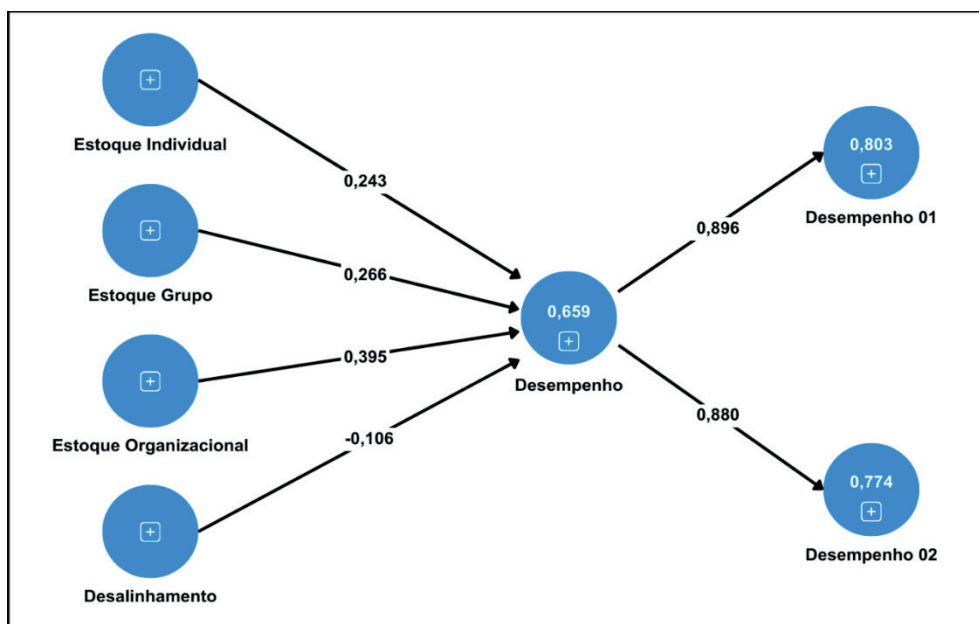 Estoque Individual
0,243
Estoque Grupo
0,266
Estoque Organizacional
0,395
Desalinhamento
-0,106
0,659
Desempenho
0,896
0,803
Desempenho 01
0,880
0,774
Desempenho 02